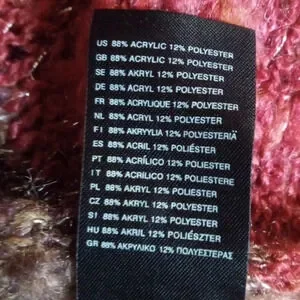 US 88% ACRYLIC 12% POLYESTER
GB 88% ACRYLIC 12% POLYESTER
SE 88% AKRYL 12% POLYESTER
DE 88% ACRYL 12% POLYESTER
FR 88% ACRYLIQUE 12% POLYESTER
NL 88% ACRYL 12% POLYESTER
FI 88% AKRYYLIA 12% POLYESTERIÄ
ES 88% ACRIL 12% POLIÉSTER
PT 88% ACRÍLICO 12% POLIÉSTER
IT 88% ACRILICO 12% POLIESTERE
PL 88% AKRYL 12% POLIESTER
CZ 88% AKRYL 12% POLYESTER
SI 88% AKRYL 12% POLIESTER
HU 88% AKRIL 12% POLIÉSZTER
GR 88% ΑΚΡΥΛΙΚΟ 12% ΠΟΛΥΕΣΤΕΡΑΣ